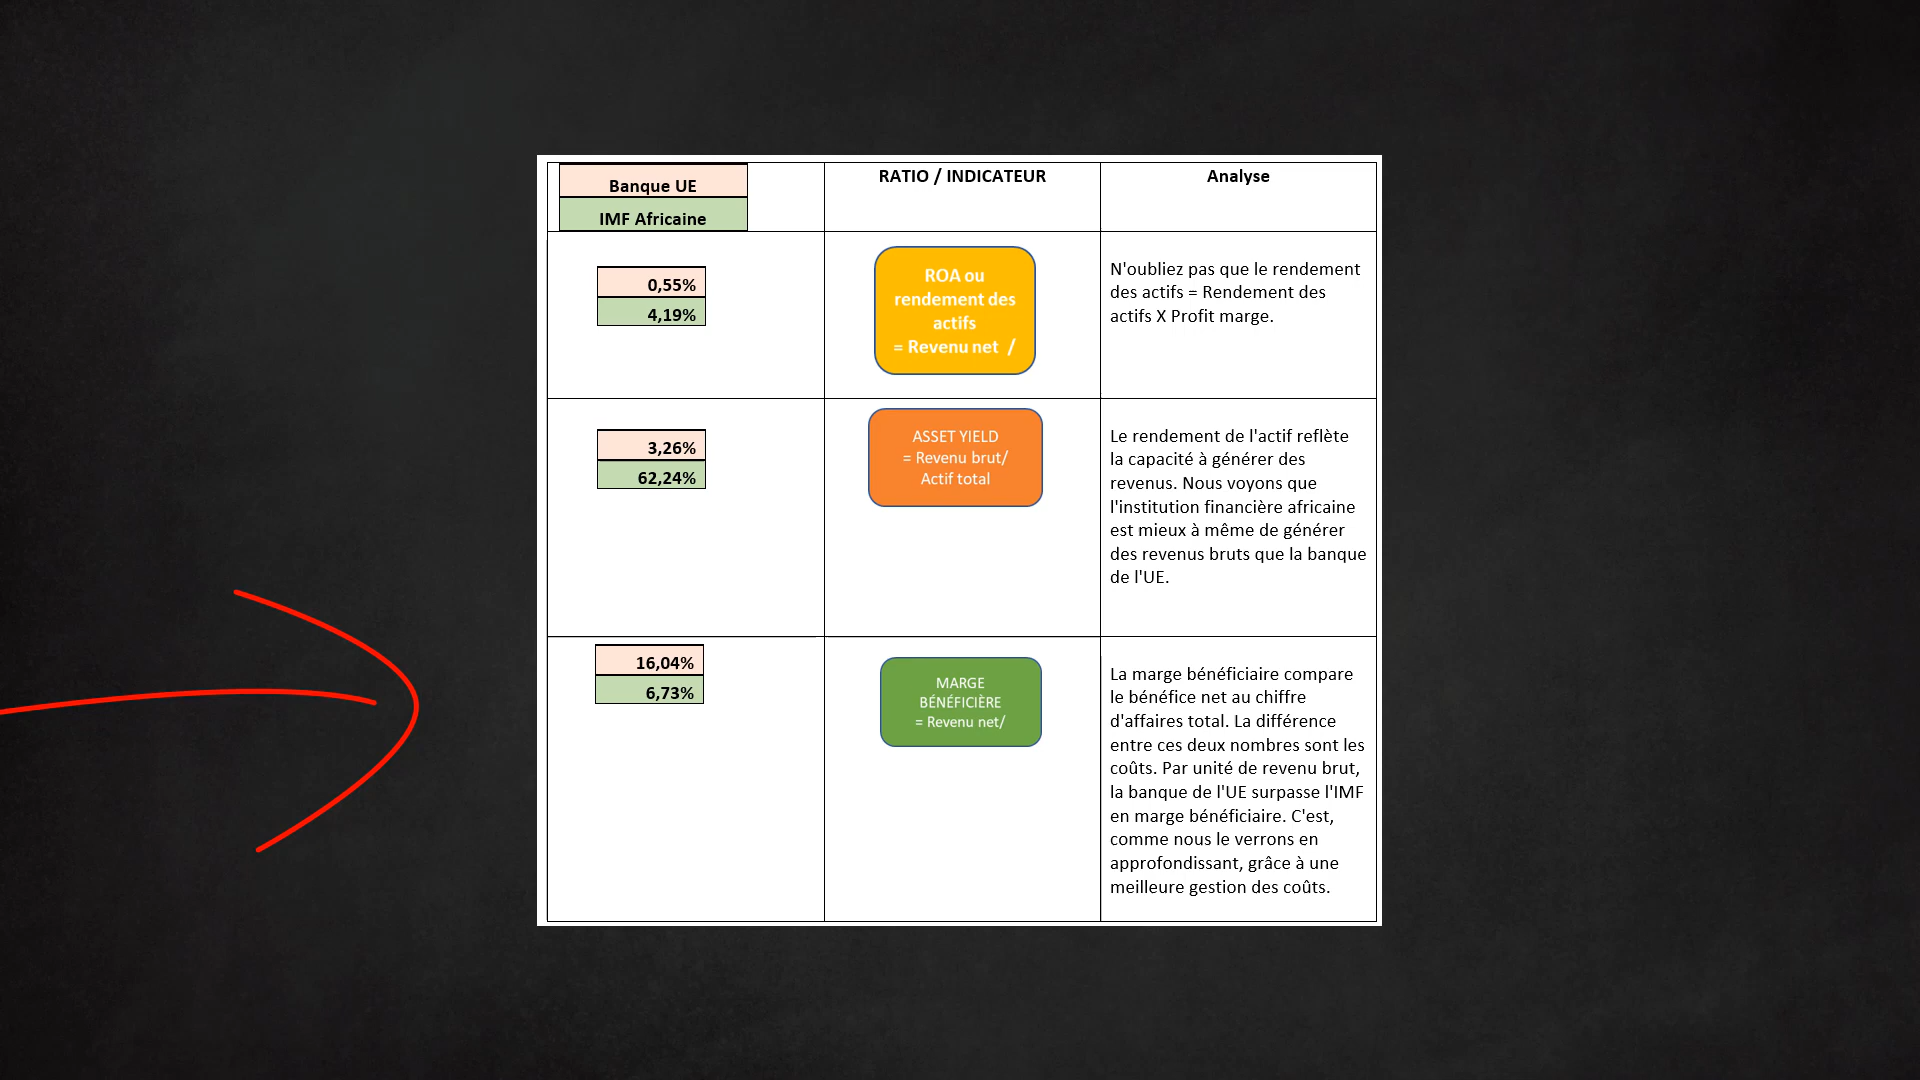 Banque UE
IMF Africaine
RATIO / INDICATEUR
Analyse
0,55%
4,19%
ROA ou
rendement des
actifs
= Revenu net /
N'oubliez pas que le rendement
des actifs = Rendement des
actifs X Profit marge.
3,26%
62,24%
ASSET YIELD
= Revenu brut/
Actif total
Le rendement de l'actif reflète
la capacité à générer des
revenus. Nous voyons que
l'institution financière africaine
est mieux à même de générer
des revenus bruts que la banque
de l'UE.
16,04%
6,73%
MARGE
BÉNÉFICIÈRE
= Revenu net/
La marge bénéficiaire compare
le bénéfice net au chiffre
d'affaires total. La différence
entre ces deux nombres sont les
coûts. Par unité de revenu brut,
la banque de l'UE surpasse l'IMF
en marge bénéficiaire. C'est,
comme nous le verrons en
approfondissant, grâce à une
meilleure gestion des coûts.